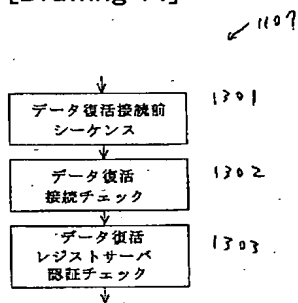 1107
データ復活接続前
シーケンス
1301
データ復活
接続チェック
1302
データ復活
レジストサーバ
認証チェック
1303